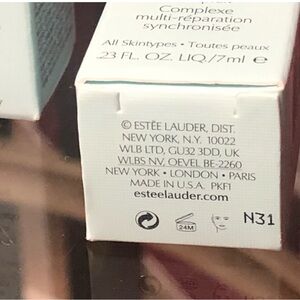 Complexe
multi-réparation
synchronisée
All Skintypes • Toutes peaux
.23 FL. OZ. LIQ./7ml ℮
© ESTÉE LAUDER, DIST.
NEW YORK, N.Y. 10022
WLB LTD, GU32 3DD, UK
WLBS NV, OEVEL BE-2260
NEW YORK • LONDON • PARIS
MADE IN U.S.A. PKF1
esteelauder.com
24M
N31